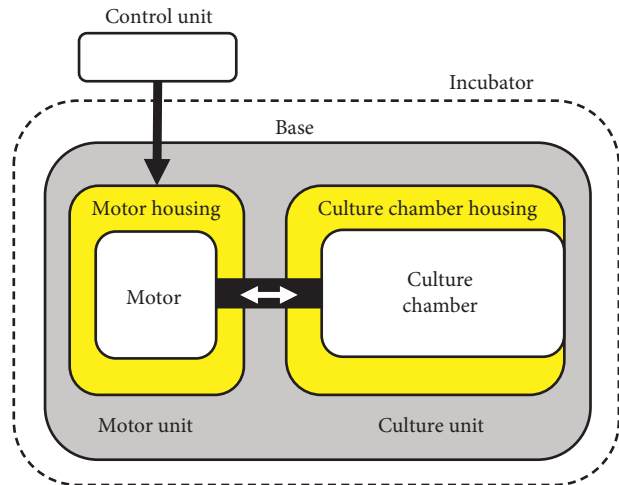 Control unit
Incubator
Base
Motor housing
Culture chamber housing
Motor
Culture
chamber
Motor unit
Culture unit